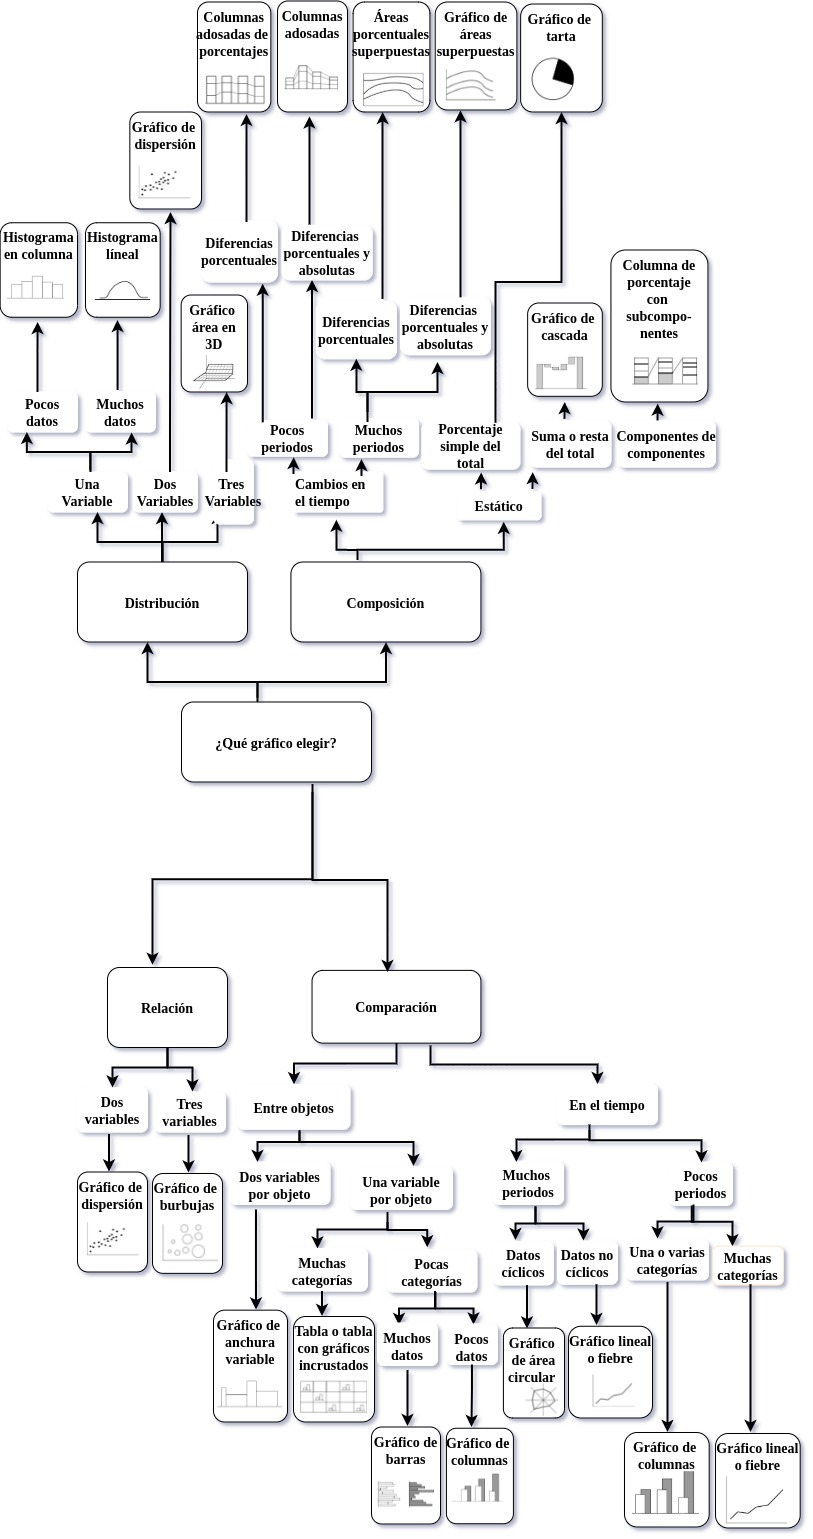 Columnas
adosadas de
porcentajes
Columnas
adosadas
Áreas
porcentuales
superpuestas
Gráfico de
áreas
superpuestas
Gráfico de
tarta
Gráfico de
dispersión
Histograma
en columna
Histograma
líneal
Diferencias
porcentuales
Diferencias
porcentuales y
absolutas
Gráfico
área en
3D
Diferencias
porcentuales
Diferencias
porcentuales y
absolutas
Gráfico de
cascada
Columna de
porcentaje
con
subcompo-
nentes
Pocos
datos
Muchos
datos
Pocos
periodos
Muchos
periodos
Porcentaje
simple del
total
Suma o resta
del total
Componentes de
componentes
Una
Variable
Dos
Variables
Tres
Variables
Cambios en
el tiempo
Estático
Distribución
Composición
¿Qué gráfico elegir?
Relación
Comparación
Dos
variables
Tres
variables
Entre objetos
En el tiempo
Gráfico de
dispersión
Gráfico de
burbujas
Dos variables
por objeto
Una variable
por objeto
Muchos
periodos
Pocos
periodos
Muchas
categorías
Pocas
categorías
Datos
cíclicos
Datos no
cíclicos
Una o varias
categorías
Muchas
categorías
Gráfico de
anchura
variable
Tabla o tabla
con gráficos
incrustados
Muchos
datos
Pocos
datos
Gráfico
de área
circular
Gráfico lineal
o fiebre
Gráfico de
barras
Gráfico de
columnas
Gráfico de
columnas
Gráfico lineal
o fiebre